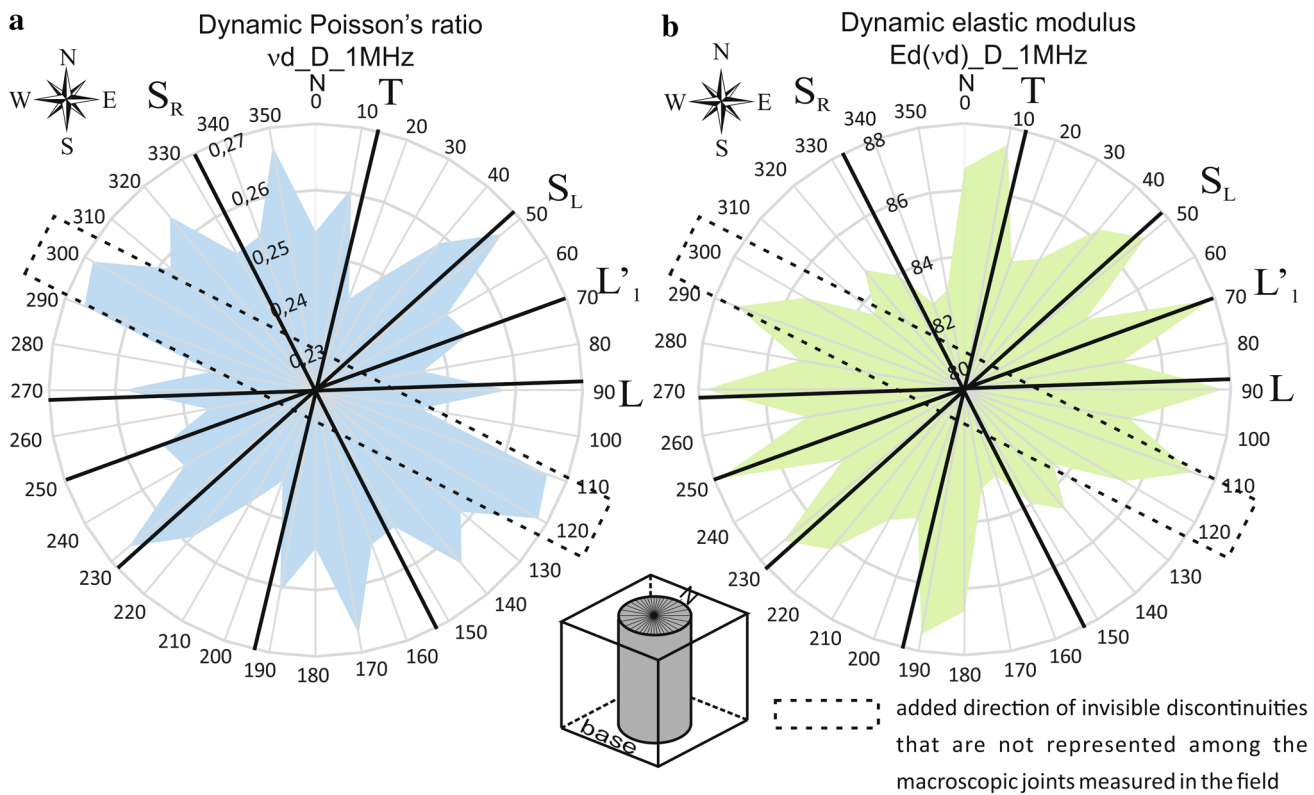 a
Dynamic Poisson's ratio
νd_D_1MHz
N
W E
S
N
0
10
20
30
40
50
60
70
80
90
100
110
120
130
140
150
160
170
180
190
200
210
220
230
240
250
260
270
280
290
300
310
320
330
340
350
S_R
T
S_L
L'_1
L
0,27
0,26
0,25
0,24
0,23
b
Dynamic elastic modulus
Ed(νd)_D_1MHz
N
W E
S
N
0
10
20
30
40
50
60
70
80
90
100
110
120
130
140
150
160
170
180
190
200
210
220
230
240
250
260
270
280
290
300
310
320
330
340
350
S_R
T
S_L
L'_1
L
88
86
84
82
80
N
base
added direction of invisible discontinuities
that are not represented among the
macroscopic joints measured in the field